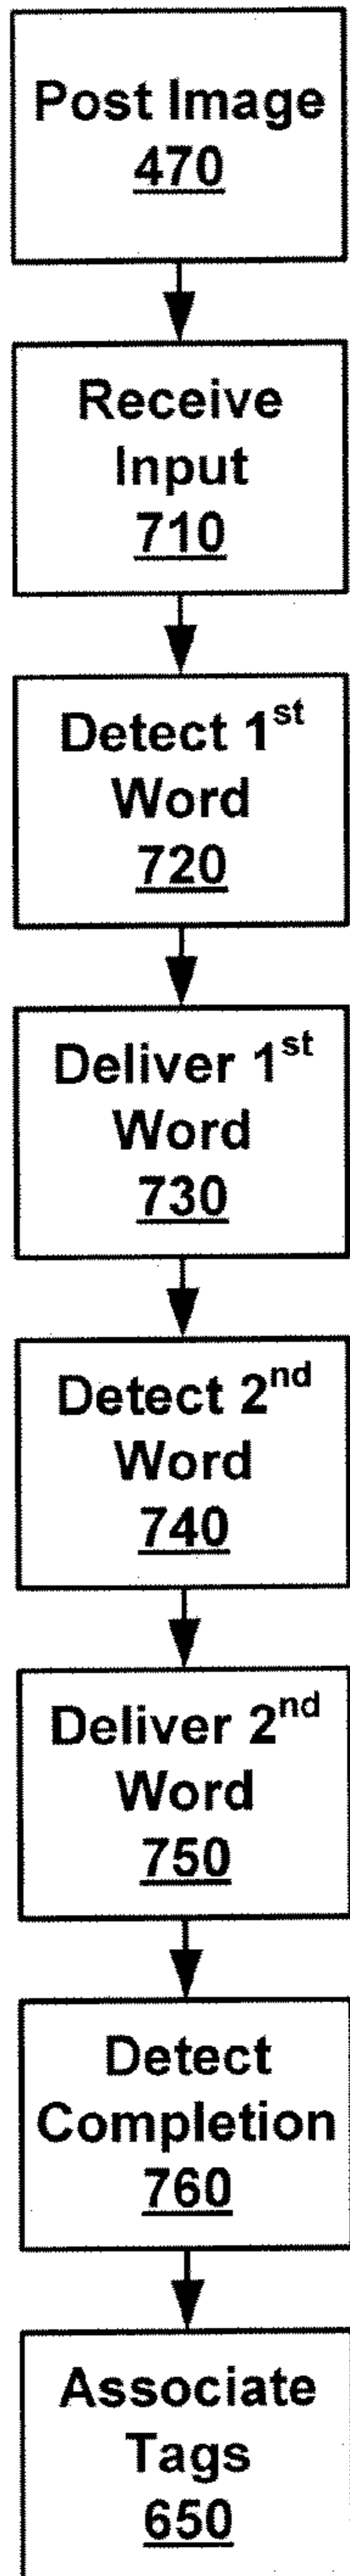 Post Image
470
Receive
Input
710
Detect 1st
Word
720
Deliver 1st
Word
730
Detect 2nd
Word
740
Deliver 2nd
Word
750
Detect
Completion
760
Associate
Tags
650